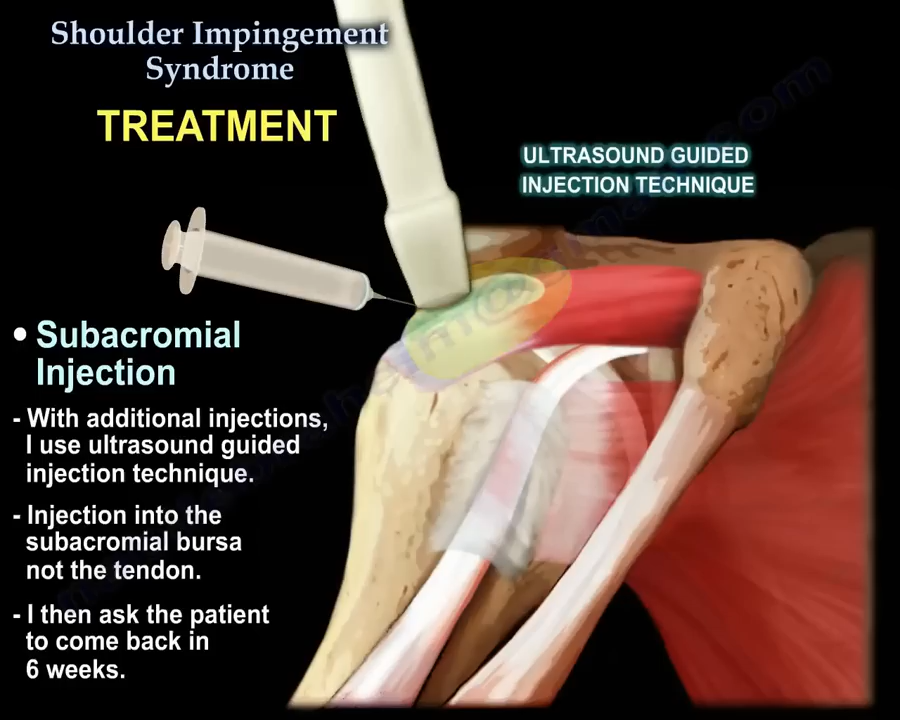 Shoulder Impingement
Syndrome
TREATMENT
ULTRASOUND GUIDED
INJECTION TECHNIQUE
• Subacromial
Injection
- With additional injections,
I use ultrasound guided
injection technique.
- Injection into the
subacromial bursa
not the tendon.
- I then ask the patient
to come back in
6 weeks.